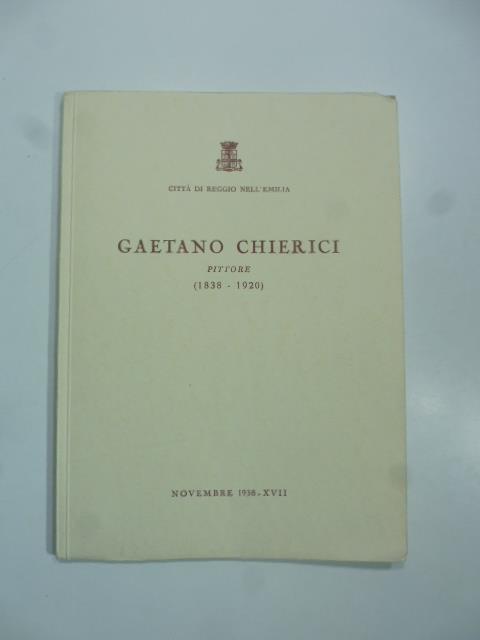 CITTÀ DI REGGIO NELL'EMILIA
GAETANO CHIERICI
PITTORE
(1838 - 1920)
NOVEMBRE 1938-XVII